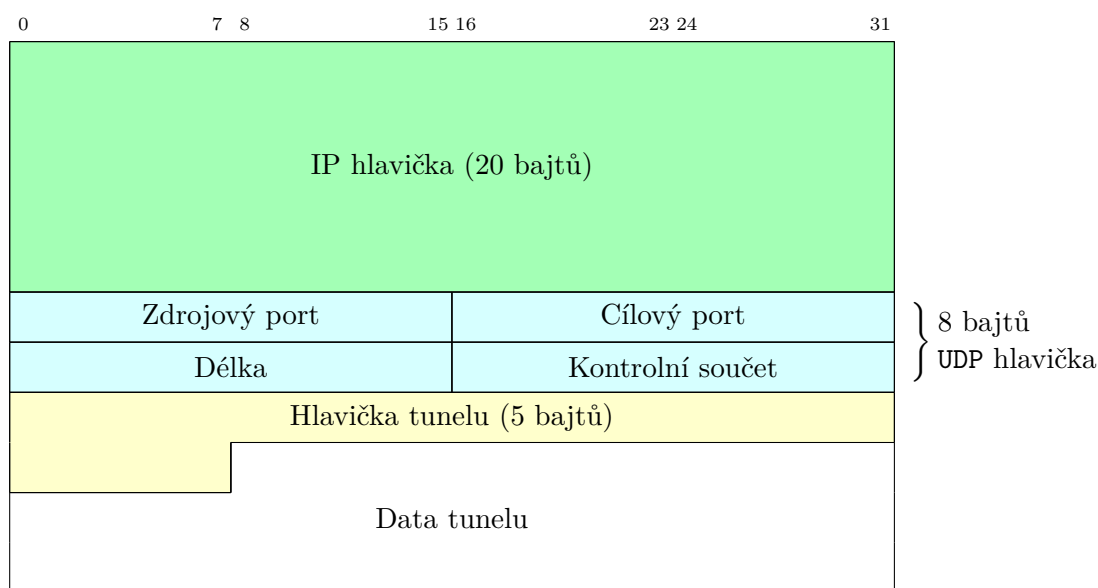 0 7 8 15 16 23 24 31
IP hlavička (20 bajtů)
Zdrojový port Cílový port
Délka Kontrolní součet
8 bajtů
UDP hlavička
Hlavička tunelu (5 bajtů)
Data tunelu